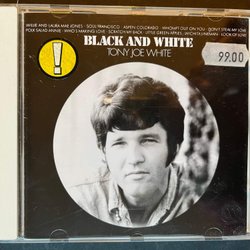 WILLIE AND LAURA MAE JONES · SOUL FRANCISCO · ASPEN, COLORADO · WHOMPT OUT ON YOU · DON'T STEAL MY LOVE
POLK SALAD ANNIE · WHO'S MAKING LOVE · SCRATCH MY BACK · LITTLE GREEN APPLES · WICHITA LINEMAN · LOOK OF LOVE
!
BLACK AND WHITE
TONY JOE WHITE
99.00